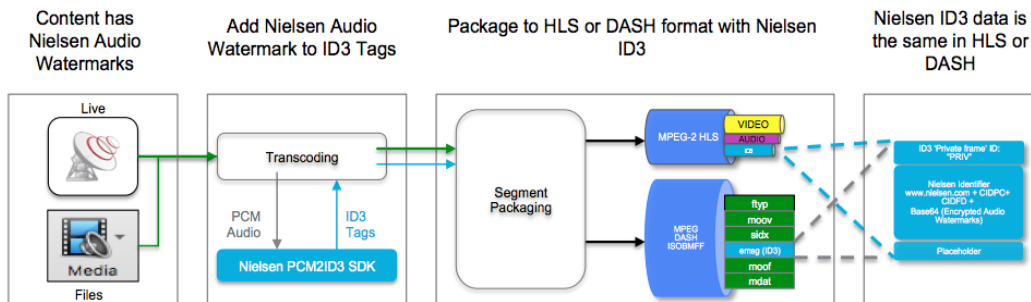 Content has
Nielsen Audio
Watermarks
Add Nielsen Audio
Watermark to ID3 Tags
Package to HLS or DASH format with Nielsen
ID3
Nielsen ID3 data is
the same in HLS or
DASH
Live
Media
Files
Transcoding
PCM
Audio
ID3
Tags
Nielsen PCM2ID3 SDK
Segment
Packaging
MPEG-2 HLS
VIDEO
AUDIO
MPEG
DASH
ISOBMFF
ftyp
moov
sidx
emsg (ID3)
moof
mdat
ID3 'Private frame' ID:
"PRIV"
Nielsen Identifier
www.nielsen.com + CIDPC+
CIDFD +
Base64 (Encrypted Audio
Watermarks)
Placeholder